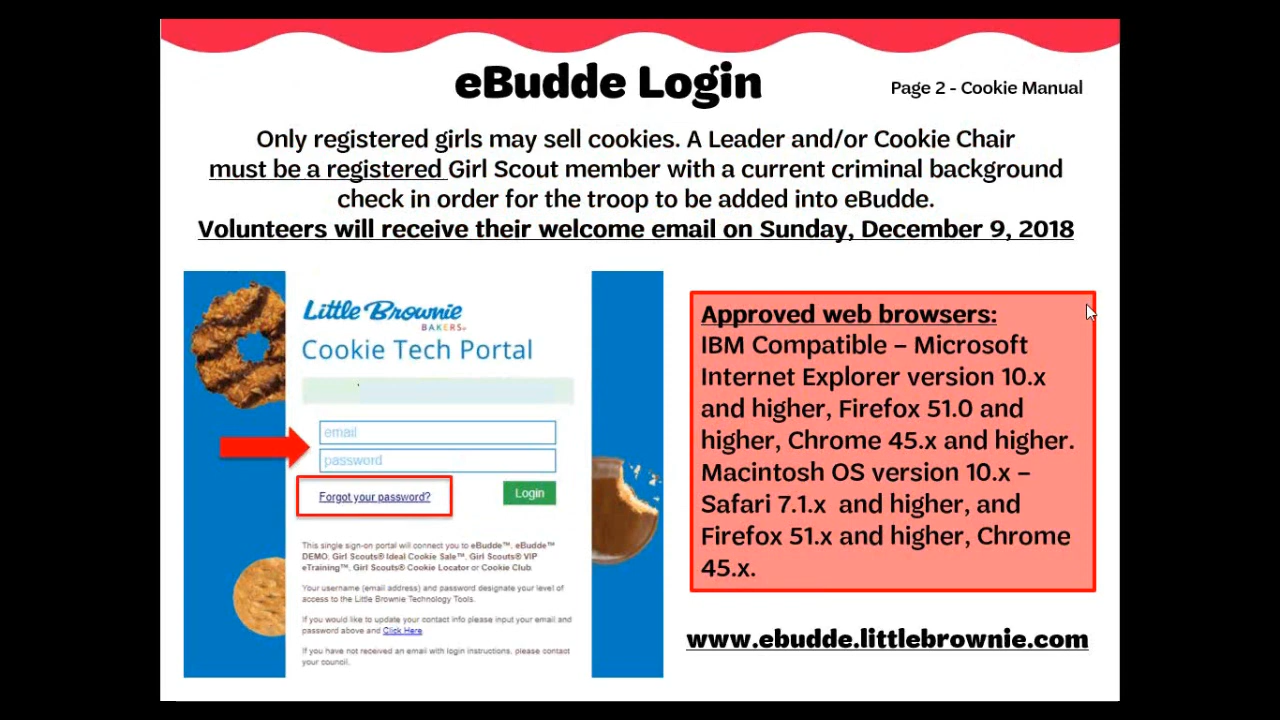 eBudde Login
Page 2 - Cookie Manual
Only registered girls may sell cookies. A Leader and/or Cookie Chair
must be a registered Girl Scout member with a current criminal background
check in order for the troop to be added into eBudde.
Volunteers will receive their welcome email on Sunday, December 9, 2018
Little Brownie
BAKERS®
Cookie Tech Portal
email
password
Forgot your password?
Login
This single sign-on portal will connect you to eBudde™, eBudde™
DEMO, Girl Scouts® Ideal Cookie Sale™, Girl Scouts® VIP
eTraining™, Girl Scouts® Cookie Locator or Cookie Club.
Your username (email address) and password designate your level of
access to the Little Brownie Technology Tools.
If you would like to update your contact info please input your email and
password above and Click Here
If you have not received an email with login instructions, please contact
your council.
Approved web browsers:
IBM Compatible – Microsoft
Internet Explorer version 10.x
and higher, Firefox 51.0 and
higher, Chrome 45.x and higher.
Macintosh OS version 10.x –
Safari 7.1.x and higher, and
Firefox 51.x and higher, Chrome
45.x.
www.ebudde.littlebrownie.com